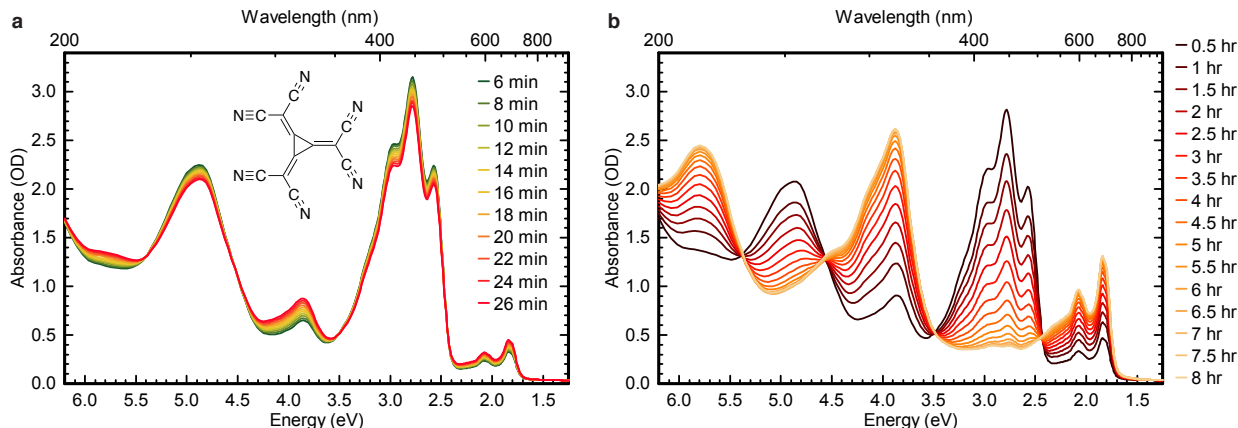 a
Wavelength (nm)
200 400 600 800
Absorbance (OD)
3.0
2.5
2.0
1.5
1.0
0.5
0.0
6.0 5.5 5.0 4.5 4.0 3.5 3.0 2.5 2.0 1.5
Energy (eV)
N
C
N
C
C
N
C
N
N
C
C
N
6 min
8 min
10 min
12 min
14 min
16 min
18 min
20 min
22 min
24 min
26 min
b
Wavelength (nm)
200 400 600 800
Absorbance (OD)
3.0
2.5
2.0
1.5
1.0
0.5
0.0
6.0 5.5 5.0 4.5 4.0 3.5 3.0 2.5 2.0 1.5
Energy (eV)
0.5 hr
1 hr
1.5 hr
2 hr
2.5 hr
3 hr
3.5 hr
4 hr
4.5 hr
5 hr
5.5 hr
6 hr
6.5 hr
7 hr
7.5 hr
8 hr